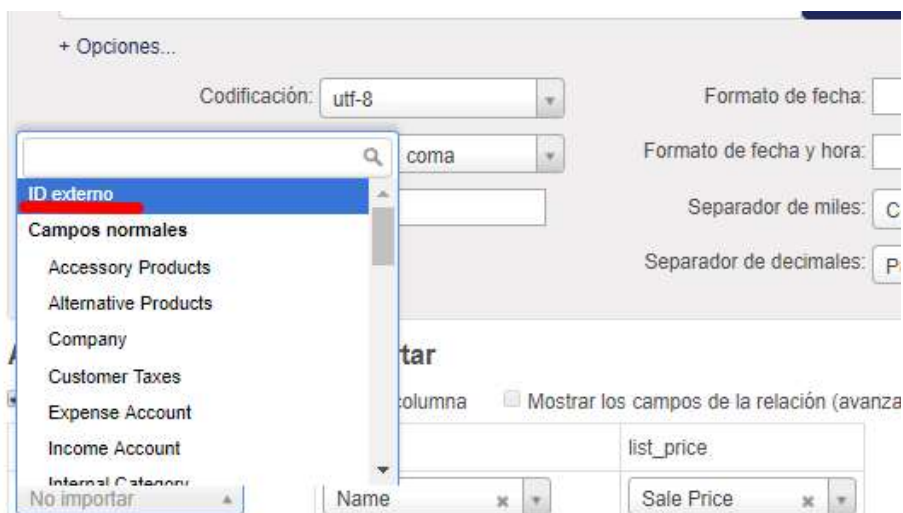 + Opciones...
Codificación: utf-8 Formato de fecha:
coma Formato de fecha y hora:
ID externo
Separador de miles: C
Campos normales
Accessory Products
Separador de decimales:
Alternative Products
Company
tar
Customer Taxes
columna Mostrar los campos de la relación (avanza
Expense Account
Income Account
list_price
Internal Category
No importar Name Sale Price